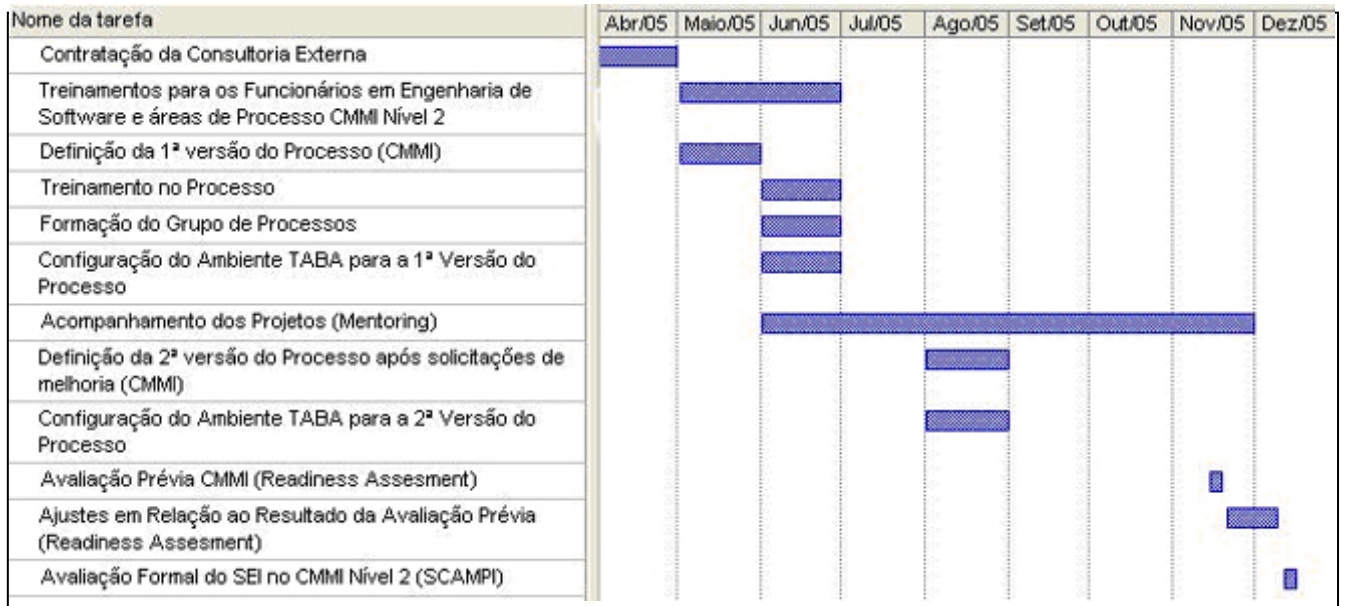 Nome da tarefa
Abr/05 Maio/05 Jun/05 Jul/05 Ago/05 Set/05 Out/05 Nov/05 Dez/05
Contratação da Consultoria Externa
Treinamentos para os Funcionários em Engenharia de
Software e áreas de Processo CMMI Nível 2
Definição da 1ª versão do Processo (CMMI)
Treinamento no Processo
Formação do Grupo de Processos
Configuração do Ambiente TABA para a 1ª Versão do
Processo
Acompanhamento dos Projetos (Mentoring)
Definição da 2ª versão do Processo após solicitações de
melhoria (CMMI)
Configuração do Ambiente TABA para a 2ª Versão do
Processo
Avaliação Prévia CMMI (Readiness Assesment)
Ajustes em Relação ao Resultado da Avaliação Prévia
(Readiness Assesment)
Avaliação Formal do SEI no CMMI Nível 2 (SCAMPI)